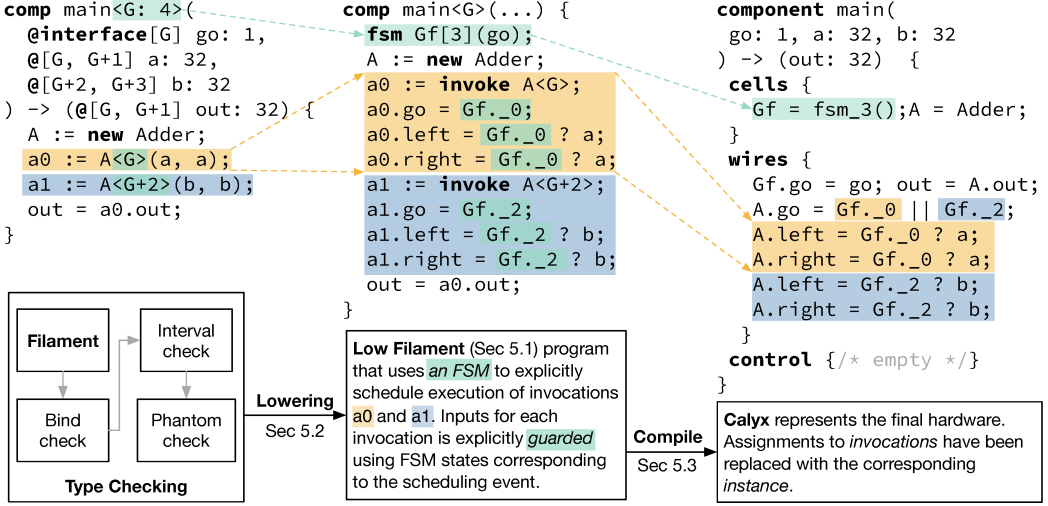 comp main<G: 4>(
@interface[G] go: 1,
@[G, G+1] a: 32,
@[G+2, G+3] b: 32
) -> (@[G, G+1] out: 32) {
A := new Adder;
a0 := A<G>(a, a);
a1 := A<G+2>(b, b);
out = a0.out;
}
comp main<G>(...) {
fsm Gf[3](go);
A := new Adder;
a0 := invoke A<G>;
a0.go = Gf._0;
a0.left = Gf._0 ? a;
a0.right = Gf._0 ? a;
a1 := invoke A<G+2>;
a1.go = Gf._2;
a1.left = Gf._2 ? b;
a1.right = Gf._2 ? b;
out = a0.out;
}
component main(
go: 1, a: 32, b: 32
) -> (out: 32) {
cells {
Gf = fsm_3();A = Adder;
}
wires {
Gf.go = go; out = A.out;
A.go = Gf._0 || Gf._2;
A.left = Gf._0 ? a;
A.right = Gf._0 ? a;
A.left = Gf._2 ? b;
A.right = Gf._2 ? b;
}
control {/* empty */}
}
Filament
Interval
check
Bind
check
Phantom
check
Type Checking
Lowering
Sec 5.2
Low Filament (Sec 5.1) program
that uses an FSM to explicitly
schedule execution of invocations
a0 and a1. Inputs for each
invocation is explicitly guarded
using FSM states corresponding
to the scheduling event.
Compile
Sec 5.3
Calyx represents the final hardware.
Assignments to invocations have been
replaced with the corresponding
instance.